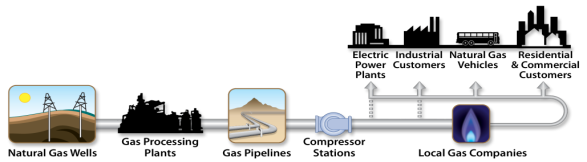 Electric
Power
Plants
Industrial
Customers
Natural Gas
Vehicles
Residential
& Commercial
Customers
Natural Gas Wells
Gas Processing
Plants
Gas Pipelines
Compressor
Stations
Local Gas Companies